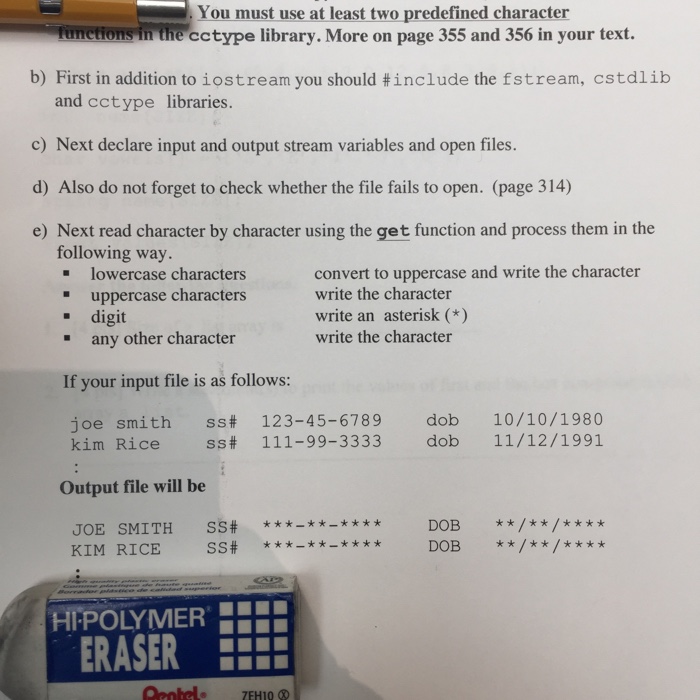 . You must use at least two predefined character
functions in the cctype library. More on page 355 and 356 in your text.
b) First in addition to iostream you should #include the fstream, cstdlib
and cctype libraries.
c) Next declare input and output stream variables and open files.
d) Also do not forget to check whether the file fails to open. (page 314)
e) Next read character by character using the get function and process them in the
following way.
▪ lowercase characters convert to uppercase and write the character
▪ uppercase characters write the character
▪ digit write an asterisk (*)
▪ any other character write the character
If your input file is as follows:
joe smith ss# 123-45-6789 dob 10/10/1980
kim Rice ss# 111-99-3333 dob 11/12/1991
:
Output file will be
JOE SMITH SS# ***-**-**** DOB **/**/****
KIM RICE SS# ***-**-**** DOB **/**/****
:
AP
HI-POLYMER
ERASER
Pentel
ZEH10